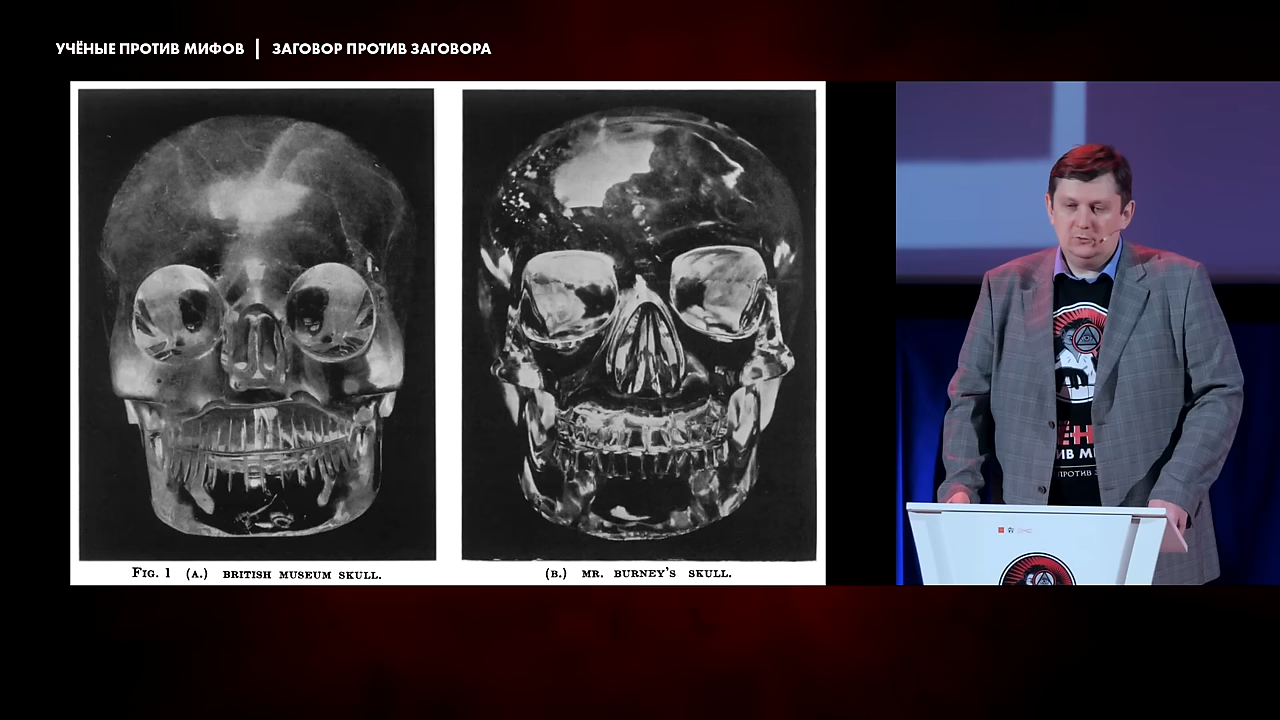 УЧЁНЫЕ ПРОТИВ МИФОВ | ЗАГОВОР ПРОТИВ ЗАГОВОРА
FIG. 1 (A.) BRITISH MUSEUM SKULL.
(B.) MR. BURNEY'S SKULL.